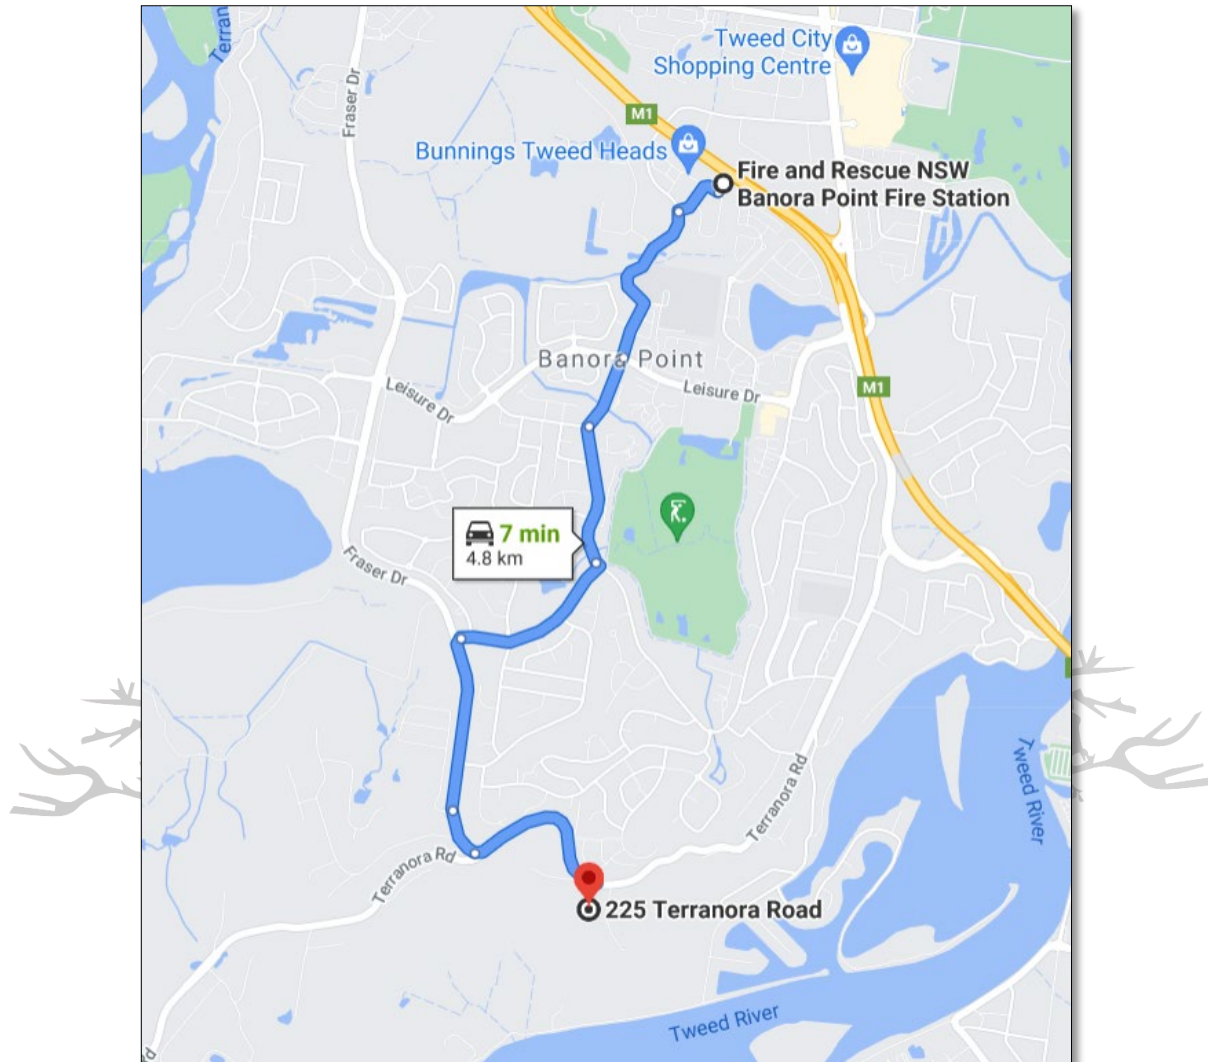 Terran
Tweed City
Shopping Centre
Fraser Dr
M1
Bunnings Tweed Heads
Fire and Rescue NSW
Banora Point Fire Station
Banora Point
Leisure Dr
Leisure Dr
M1
7 min
4.8 km
Fraser Dr
Tweed River
Terranora Rd
Terranora Rd
225 Terranora Road
Tweed River